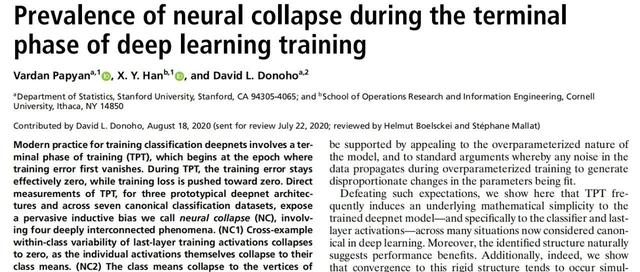 Prevalence of neural collapse during the terminal
phase of deep learning training
Vardan Papyan a,1, X. Y. Han b,1, and David L. Donoho a,2
aDepartment of Statistics, Stanford University, Stanford, CA 94305-4065; and bSchool of Operations Research and Information Engineering, Cornell
University, Ithaca, NY 14850
Contributed by David L. Donoho, August 18, 2020 (sent for review July 22, 2020; reviewed by Helmut Boelsckei and Stéphane Mallat)
Modern practice for training classification deepnets involves a ter-
minal phase of training (TPT), which begins at the epoch where
training error first vanishes. During TPT, the training error stays
effectively zero, while training loss is pushed toward zero. Direct
measurements of TPT, for three prototypical deepnet architec-
tures and across seven canonical classification datasets, expose
a pervasive inductive bias we call neural collapse (NC), involv-
ing four deeply interconnected phenomena. (NC1) Cross-example
within-class variability of last-layer training activations collapses
to zero, as the individual activations themselves collapse to their
class means. (NC2) The class means collapse to the vertices of
be supported by appealing to the overparameterized nature of
the model, and to standard arguments whereby any noise in the
data propagates during overparameterized training to generate
disproportionate changes in the parameters being fit.
Defeating such expectations, we show here that TPT fre-
quently induces an underlying mathematical simplicity to the
trained deepnet model—and specifically to the classifier and last-
layer activations—across many situations now considered canon-
ical in deep learning. Moreover, the identified structure naturally
suggests performance benefits. Additionally, indeed, we show
that convergence to this rigid structure tends to occur simul-